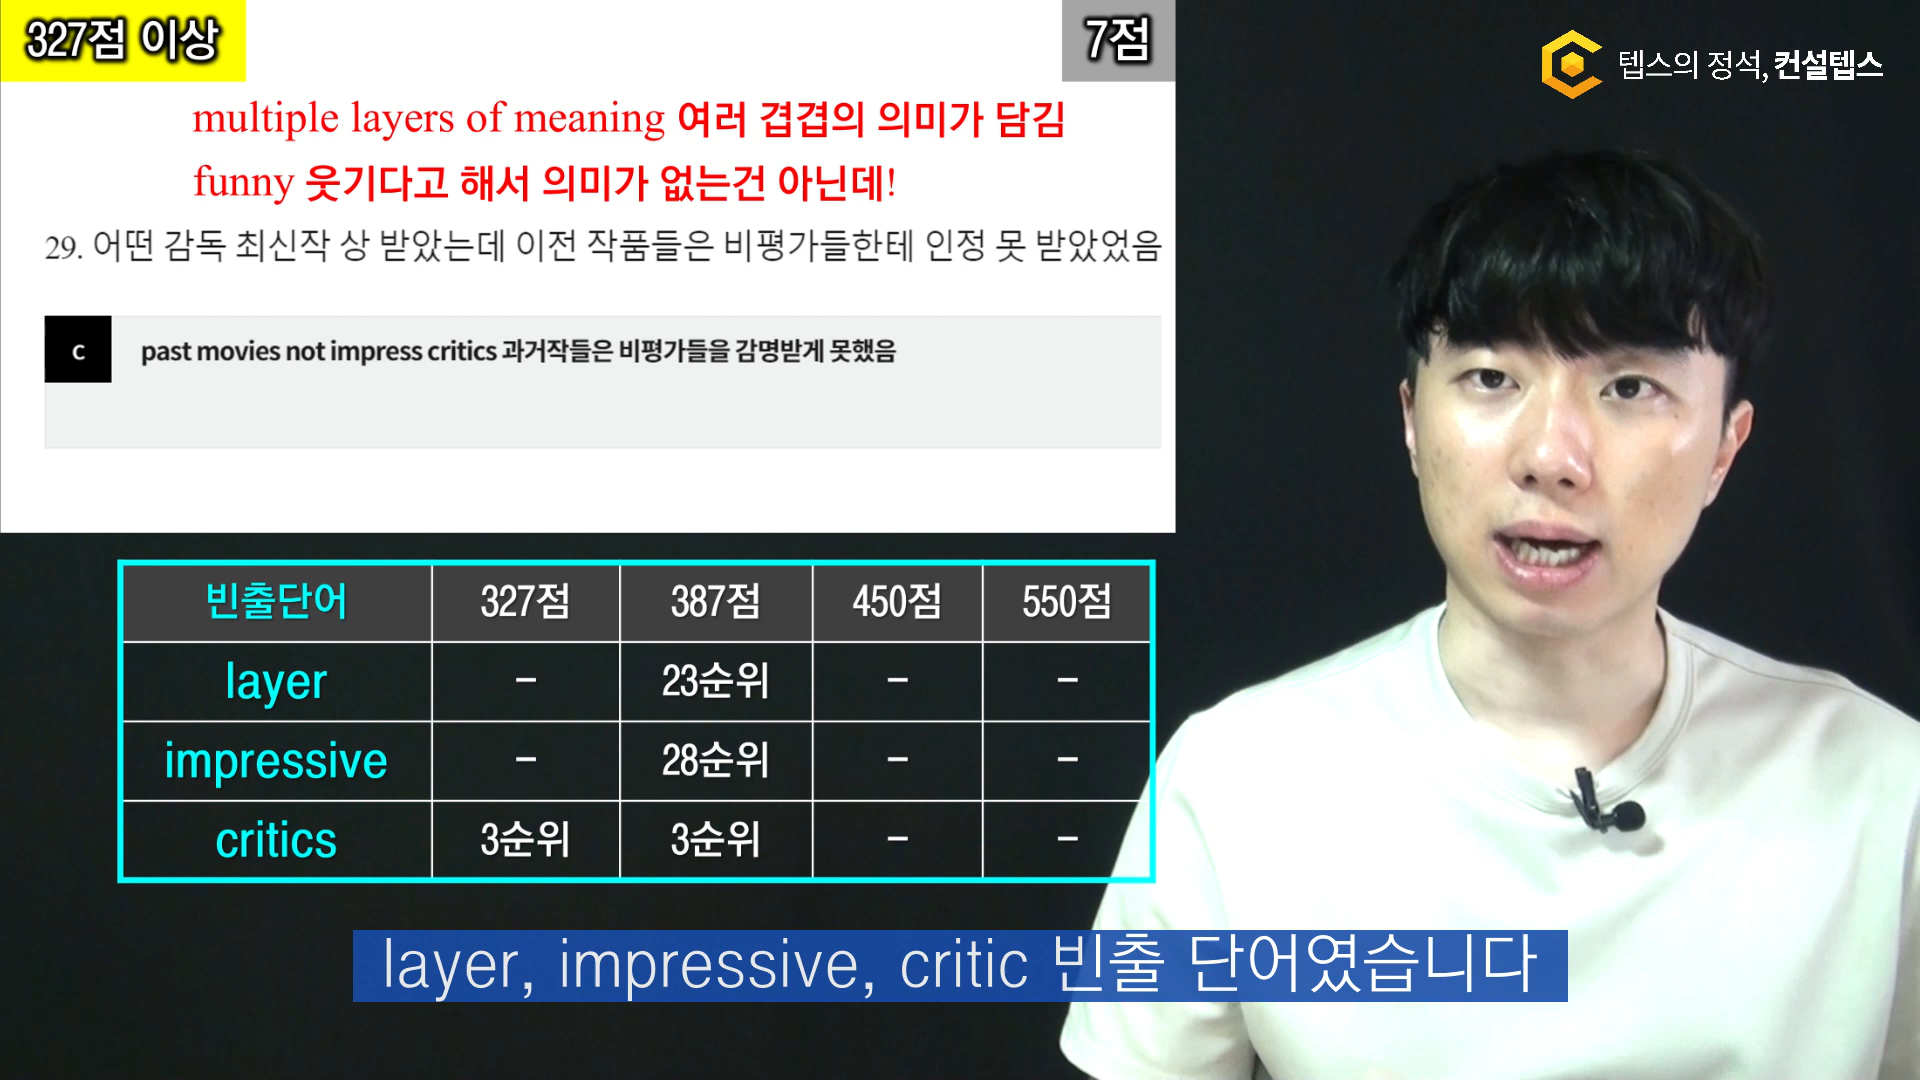 327점 이상
7점
텝스의 정석, 컨설텝스
multiple layers of meaning 여러 겹겹의 의미가 담김
funny 웃기다고 해서 의미가 없는건 아닌데!
29. 어떤 감독 최신작 상 받았는데 이전 작품들은 비평가들한테 인정 못 받았었음
C past movies not impress critics 과거작들은 비평가들을 감명받게 못했음
빈출단어 327점 387점 450점 550점
layer - 23순위 - -
impressive - 28순위 - -
critics 3순위 3순위 - -
layer, impressive, critic 빈출 단어였습니다